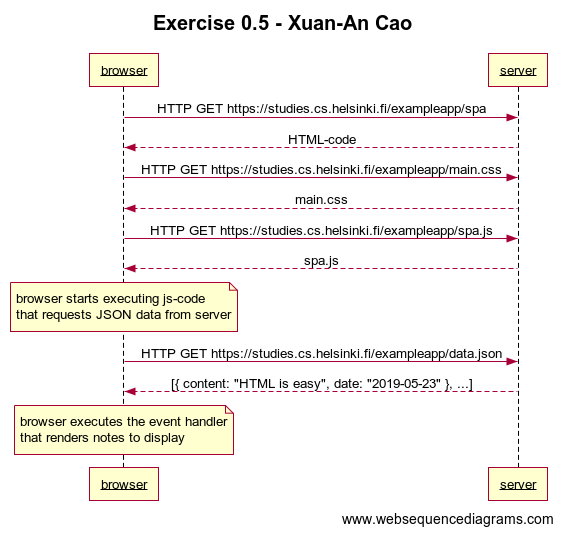 Exercise 0.5 - Xuan-An Cao
browser
server
HTTP GET https://studies.cs.helsinki.fi/exampleapp/spa
HTML-code
HTTP GET https://studies.cs.helsinki.fi/exampleapp/main.css
main.css
HTTP GET https://studies.cs.helsinki.fi/exampleapp/spa.js
spa.js
browser starts executing js-code
that requests JSON data from server
HTTP GET https://studies.cs.helsinki.fi/exampleapp/data.json
[{ content: "HTML is easy", date: "2019-05-23" }, ...]
browser executes the event handler
that renders notes to display
browser
server
www.websequencediagrams.com